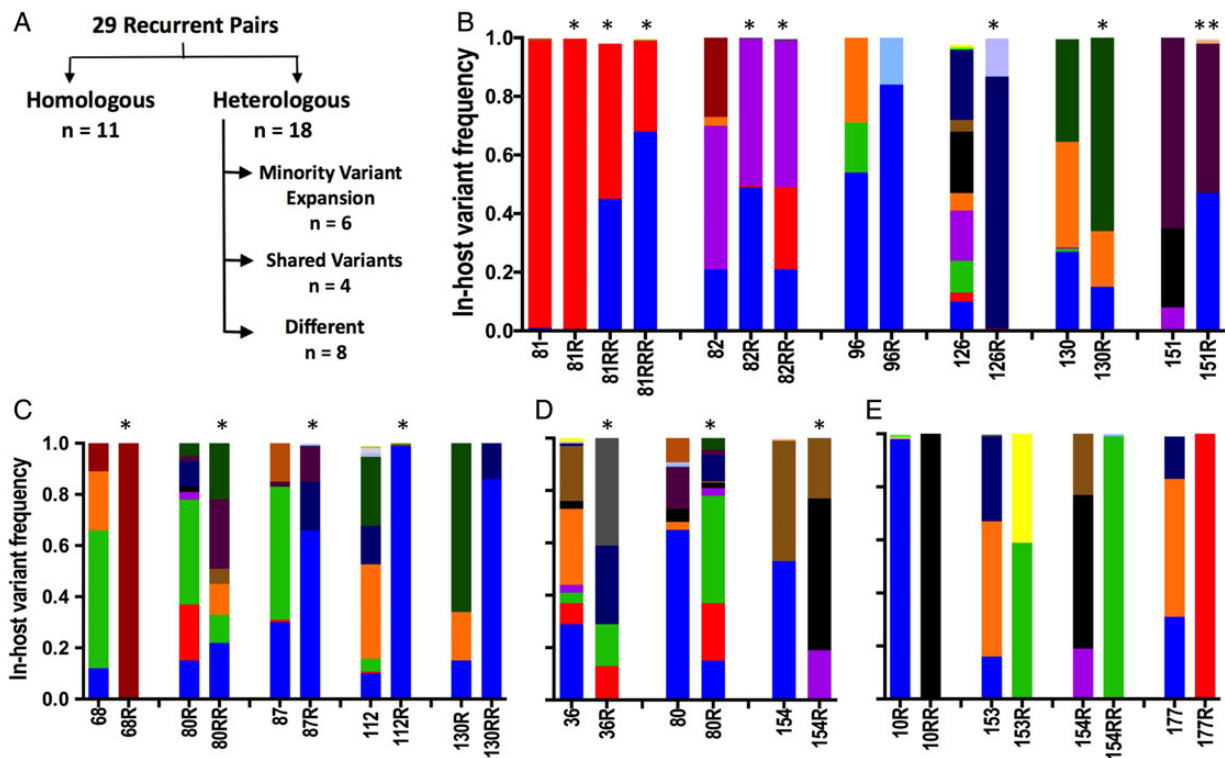 A
29 Recurrent Pairs
Homologous
n = 11
Heterologous
n = 18
Minority Variant
Expansion
n = 6
Shared Variants
n = 4
Different
n = 8
B
In-host variant frequency
1.0
0.8
0.6
0.4
0.2
0.0
* * * * * * * **
81 81R 81RR 81RRR 82 82R 82RR 96 96R 126 126R 130 130R 151 151R
C
In-host variant frequency
1.0
0.8
0.6
0.4
0.2
0.0
* * * *
68 68R 80R 80RR 87 87R 112 112R 130R 130RR
D
* * *
36 36R 80 80R 154 154R
E
10R 10RR 153 153R 154R 154RR 177 177R